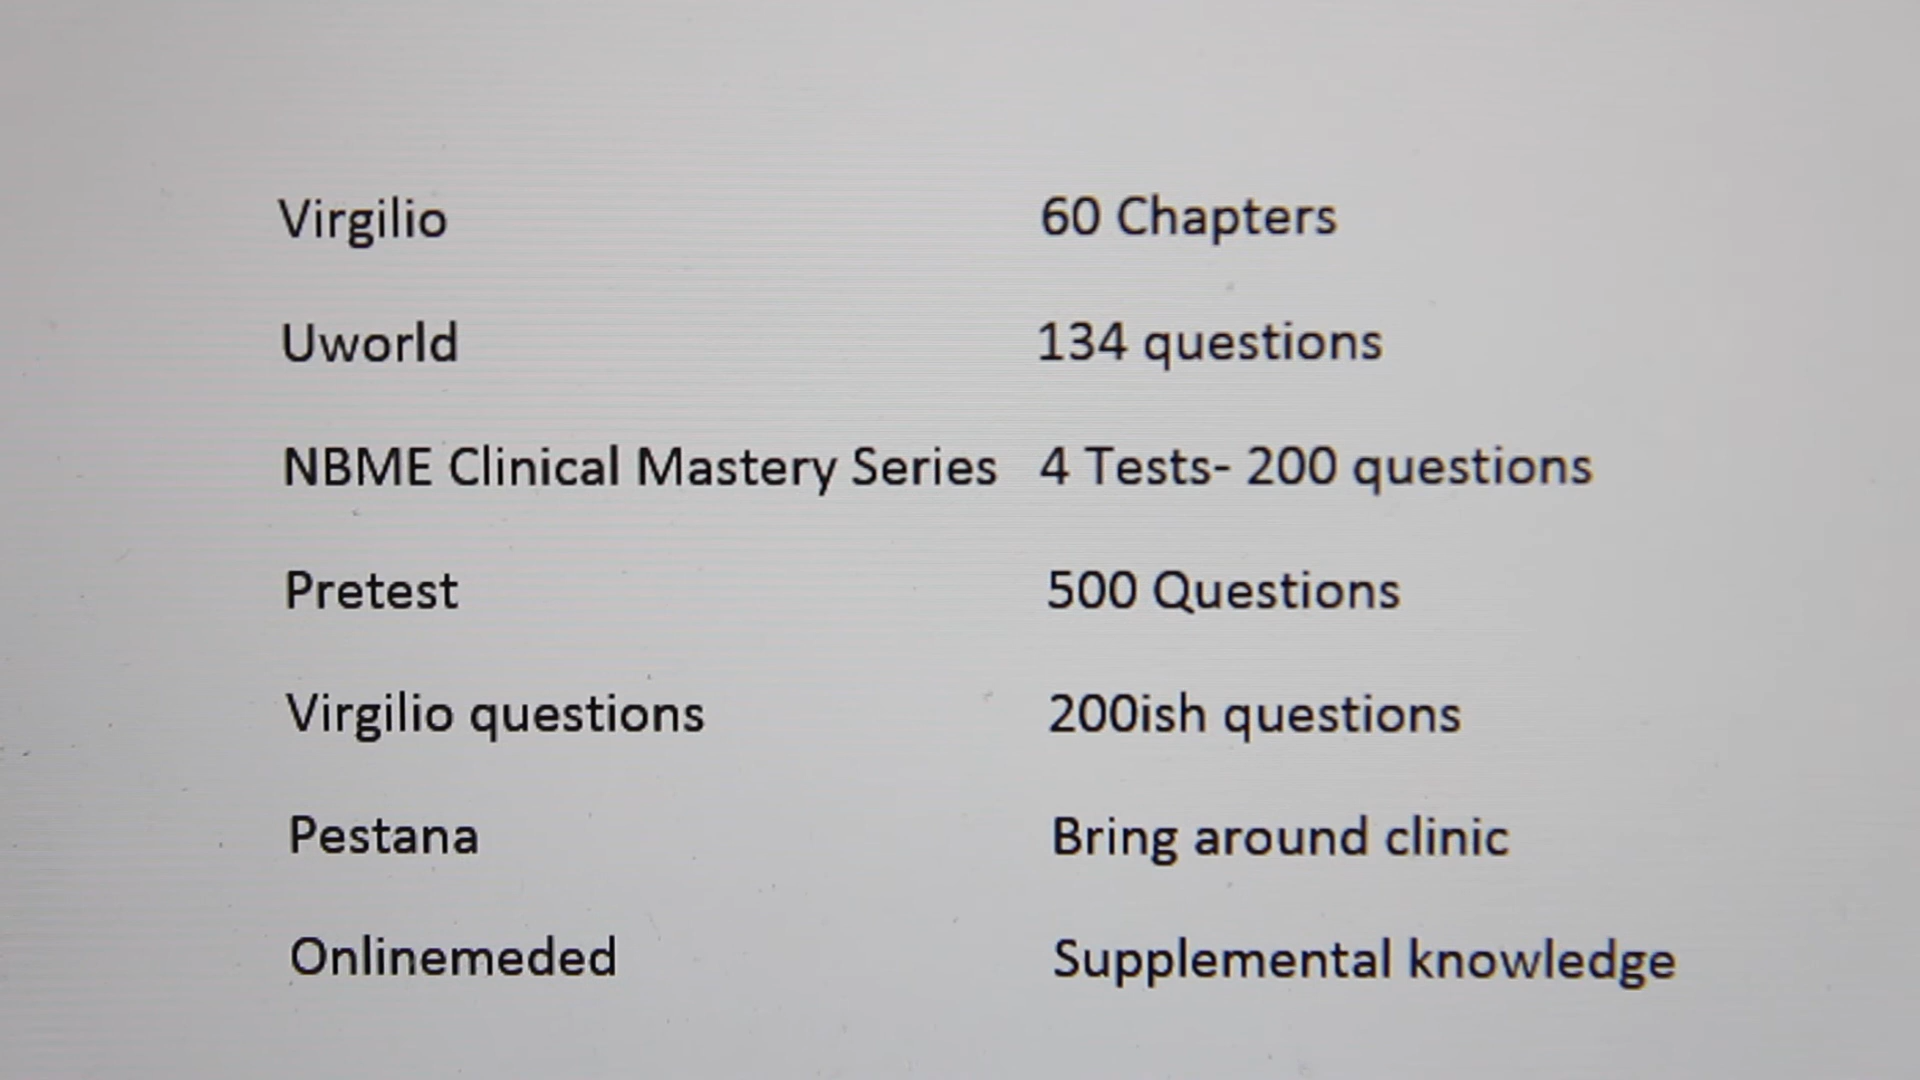 Virgilio 60 Chapters
Uworld 134 questions
NBME Clinical Mastery Series 4 Tests- 200 questions
Pretest 500 Questions
Virgilio questions 200ish questions
Pestana Bring around clinic
Onlinemeded Supplemental knowledge